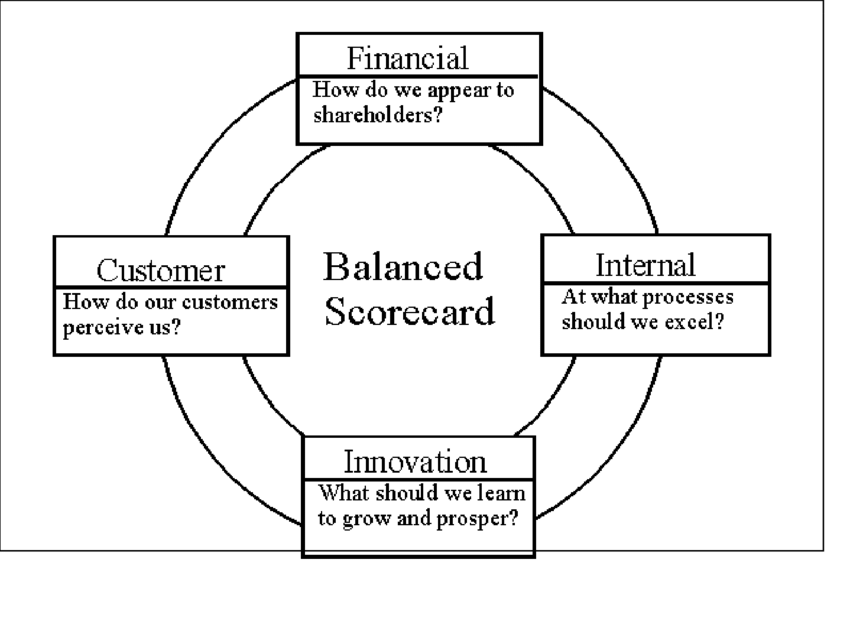 Financial
How do we appear to
shareholders?
Customer
How do our customers
perceive us?
Balanced
Scorecard
Internal
At what processes
should we excel?
Innovation
What should we learn
to grow and prosper?